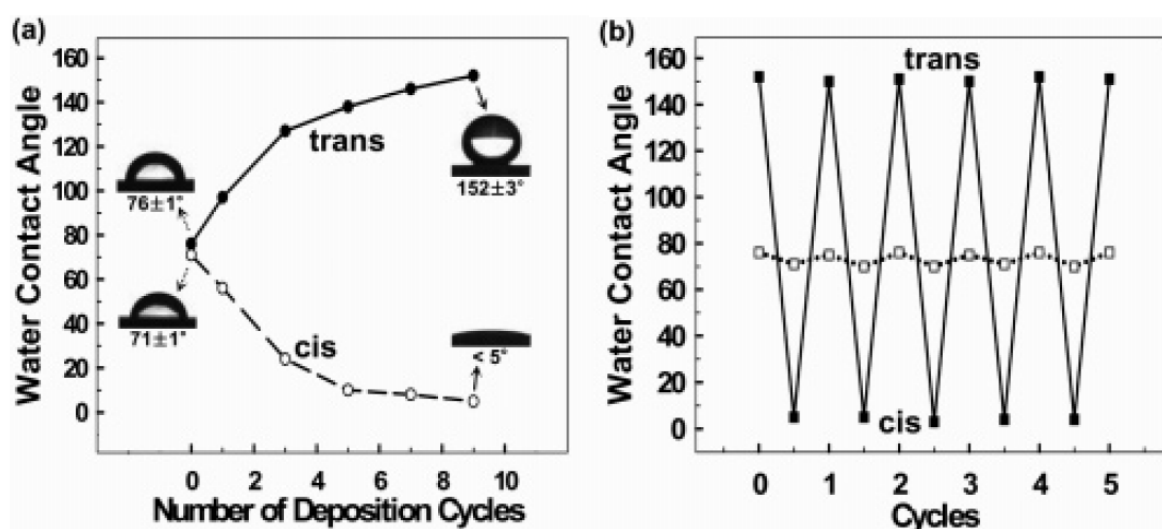 (a)
160
140
120
100
80
60
40
20
0
Water Contact Angle
trans
cis
76±1°
71±1°
152±3°
< 5°
0 2 4 6 8 10
Number of Deposition Cycles
(b)
160
140
120
100
80
60
40
20
0
Water Contact Angle
trans
cis
0 1 2 3 4 5
Cycles